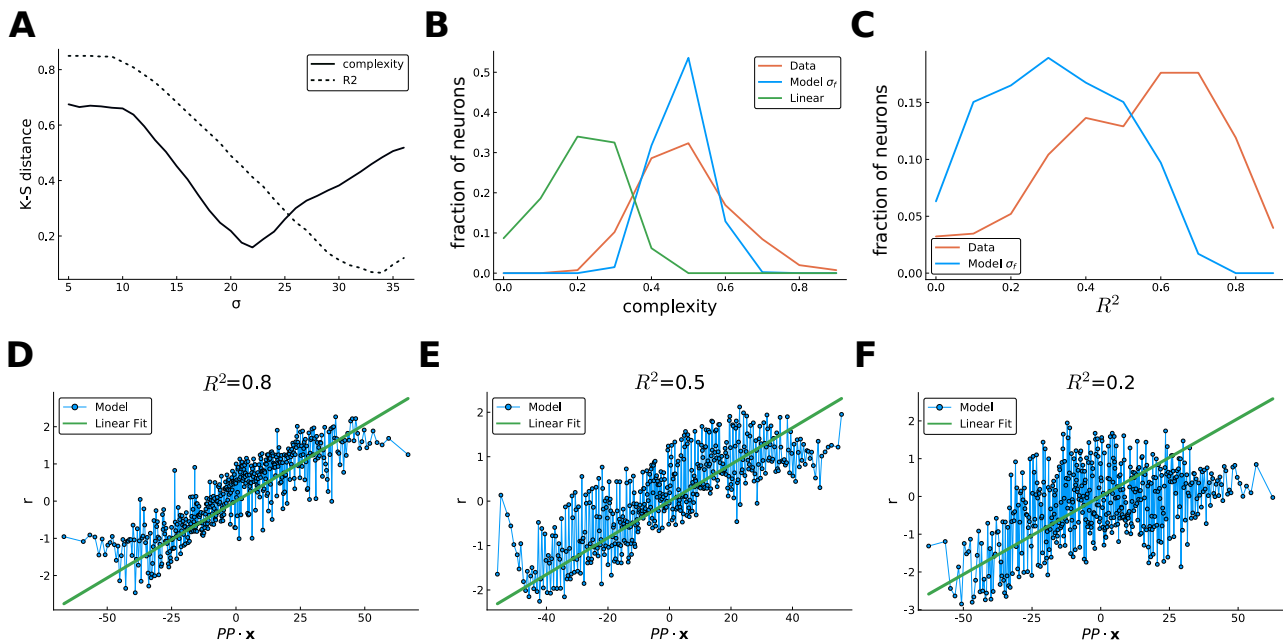 A
K-S distance
0.8
0.6
0.4
0.2
5 10 15 20 25 30 35
σ
complexity
R2
B
fraction of neurons
0.5
0.4
0.3
0.2
0.1
0.0
0.0 0.2 0.4 0.6 0.8
complexity
Data
Model σf
Linear
C
fraction of neurons
0.15
0.10
0.05
0.00
0.0 0.2 0.4 0.6 0.8
R²
Data
Model σf
D
R²=0.8
Model
Linear Fit
r
2
1
0
-1
-2
-50 -25 0 25 50
PP · x
E
R²=0.5
Model
Linear Fit
r
2
1
0
-1
-2
-40 -20 0 20 40
PP · x
F
R²=0.2
Model
Linear Fit
r
2
1
0
-1
-2
-3
-50 -25 0 25 50
PP · x